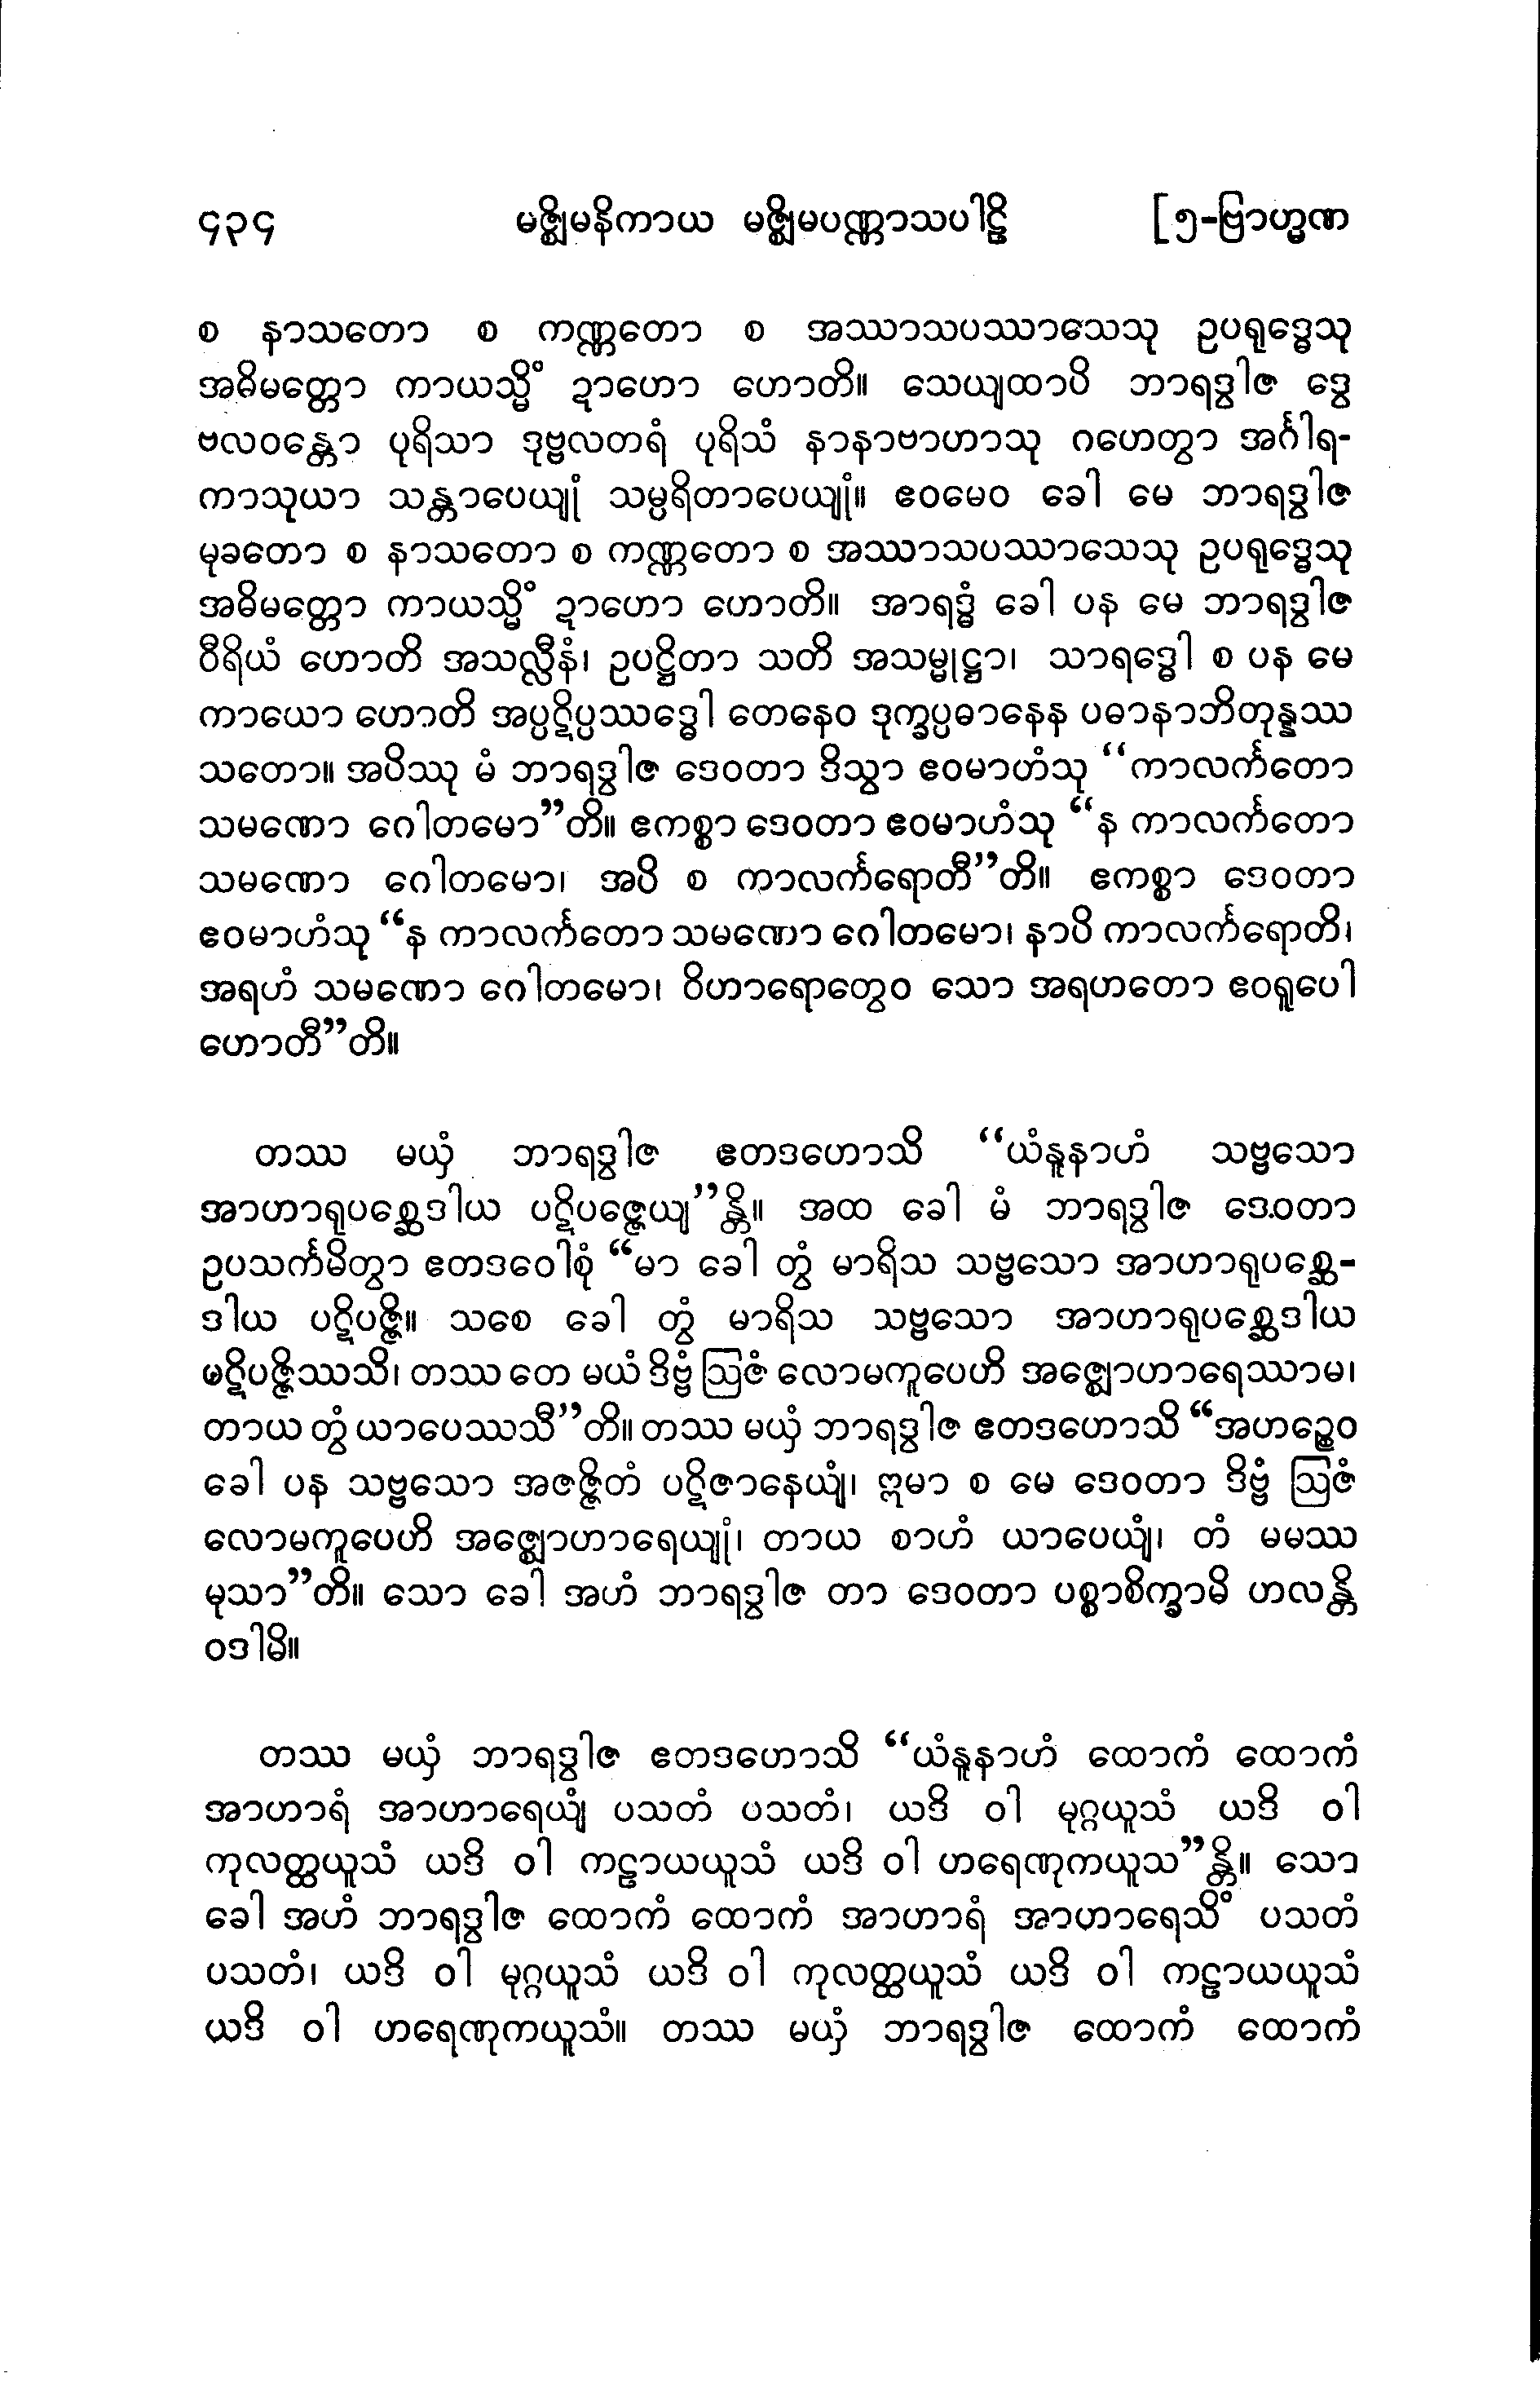 ၄၃၄ မဇ္ဈိမနိကာယ မဇ္ဈိမပဏ္ဏာသပါဠိ [၅-ဗြာဟ္မဏ
စ နာသတော စ ကဏ္ဏတော စ အဿာသပဿာသေသု ဥပရုဒ္ဓေသု
အဓိမတ္တော ကာယသ္မိံ ဍာဟော ဟောတိ။ သေယျထာပိ ဘာရဒွါဇ ဒွေ
ဗလဝန္တော ပုရိသာ ဒုဗ္ဗလတရံ ပုရိသံ နာနာဗာဟာသု ဂဟေတွာ အင်္ဂါရ-
ကာသုယာ သန္တာပေယျုံ သမ္ပရိတာပေယျုံ။ ဧဝမေဝ ခေါ မေ ဘာရဒွါဇ
မုခတော စ နာသတော စ ကဏ္ဏတော စ အဿာသပဿာသေသု ဥပရုဒ္ဓေသု
အဓိမတ္တော ကာယသ္မိံ ဍာဟော ဟောတိ။ အာရဒ္ဓံ ခေါ ပန မေ ဘာရဒွါဇ
ဝီရိယံ ဟောတိ အသလ္လီနံ၊ ဥပဋ္ဌိတာ သတိ အသမ္မုဋ္ဌာ၊ သာရဒ္ဓေါ စ ပန မေ
ကာယော ဟောတိ အပ္ပဋိပ္ပဿဒ္ဓေါ တေနေဝ ဒုက္ခပ္ပဓာနေန ပဓာနာဘိတုန္နဿ
သတော။ အပိဿု မံ ဘာရဒွါဇ ဒေဝတာ ဒိသွာ ဧဝမာဟံသု “ကာလင်္ကတော
သမဏော ဂေါတမော”တိ။ ဧကစ္စာ ဒေဝတာ ဧဝမာဟံသု “န ကာလင်္ကတော
သမဏော ဂေါတမော၊ အပိ စ ကာလင်္ကရောတီ”တိ။ ဧကစ္စာ ဒေဝတာ
ဧဝမာဟံသု “န ကာလင်္ကတော သမဏော ဂေါတမော၊ နာပိ ကာလင်္ကရောတိ၊
အရဟံ သမဏော ဂေါတမော၊ ဝိဟာရောတွေဝ သော အရဟတော ဧဝရူပေါ
ဟောတီ”တိ။
တဿ မယှံ ဘာရဒွါဇ ဧတဒဟောသိ “ယံနူနာဟံ သဗ္ဗသော
အာဟာရုပစ္ဆေဒါယ ပဋိပဇ္ဇေယျ”န္တိ။ အထ ခေါ မံ ဘာရဒွါဇ ဒေဝတာ
ဥပသင်္ကမိတွာ ဧတဒဝေါစုံ “မာ ခေါ တွံ မာရိသ သဗ္ဗသော အာဟာရုပစ္ဆေ-
ဒါယ ပဋိပဇ္ဇိ။ သစေ ခေါ တွံ မာရိသ သဗ္ဗသော အာဟာရုပစ္ဆေဒါယ
ပဋိပဇ္ဇိဿသိ၊ တဿ တေ မယံ ဒိဗ္ဗံ ဩဇံ လောမကူပေဟိ အဇ္ဈောဟာရေဿာမ၊
တာယ တွံ ယာပေဿသီ”တိ။ တဿ မယှံ ဘာရဒွါဇ ဧတဒဟောသိ “အဟဉ္စေဝ
ခေါ ပန သဗ္ဗသော အဇဇ္ဇိတံ ပဋိဇာနေယျံ၊ ဣမာ စ မေ ဒေဝတာ ဒိဗ္ဗံ ဩဇံ
လောမကူပေဟိ အဇ္ဈောဟာရေယျုံ၊ တာယ စာဟံ ယာပေယျံ၊ တံ မမဿ
မုသာ”တိ။ သော ခေါ အဟံ ဘာရဒွါဇ တာ ဒေဝတာ ပစ္စာစိက္ခာမိ ဟလန္တိ
ဝဒါမိ။
တဿ မယှံ ဘာရဒွါဇ ဧတဒဟောသိ “ယံနူနာဟံ ထောကံ ထောကံ
အာဟာရံ အာဟာရေယျံ ပသတံ ပသတံ၊ ယဒိ ဝါ မုဂ္ဂယူသံ ယဒိ ဝါ
ကုလတ္ထယူသံ ယဒိ ဝါ ကဠာယယူသံ ယဒိ ဝါ ဟရေဏုကယူသ”န္တိ။ သော
ခေါ အဟံ ဘာရဒွါဇ ထောကံ ထောကံ အာဟာရံ အာဟာရေသိံ ပသတံ
ပသတံ၊ ယဒိ ဝါ မုဂ္ဂယူသံ ယဒိ ဝါ ကုလတ္ထယူသံ ယဒိ ဝါ ကဠာယယူသံ
ယဒိ ဝါ ဟရေဏုကယူသံ။ တဿ မယှံ ဘာရဒွါဇ ထောကံ ထောကံ